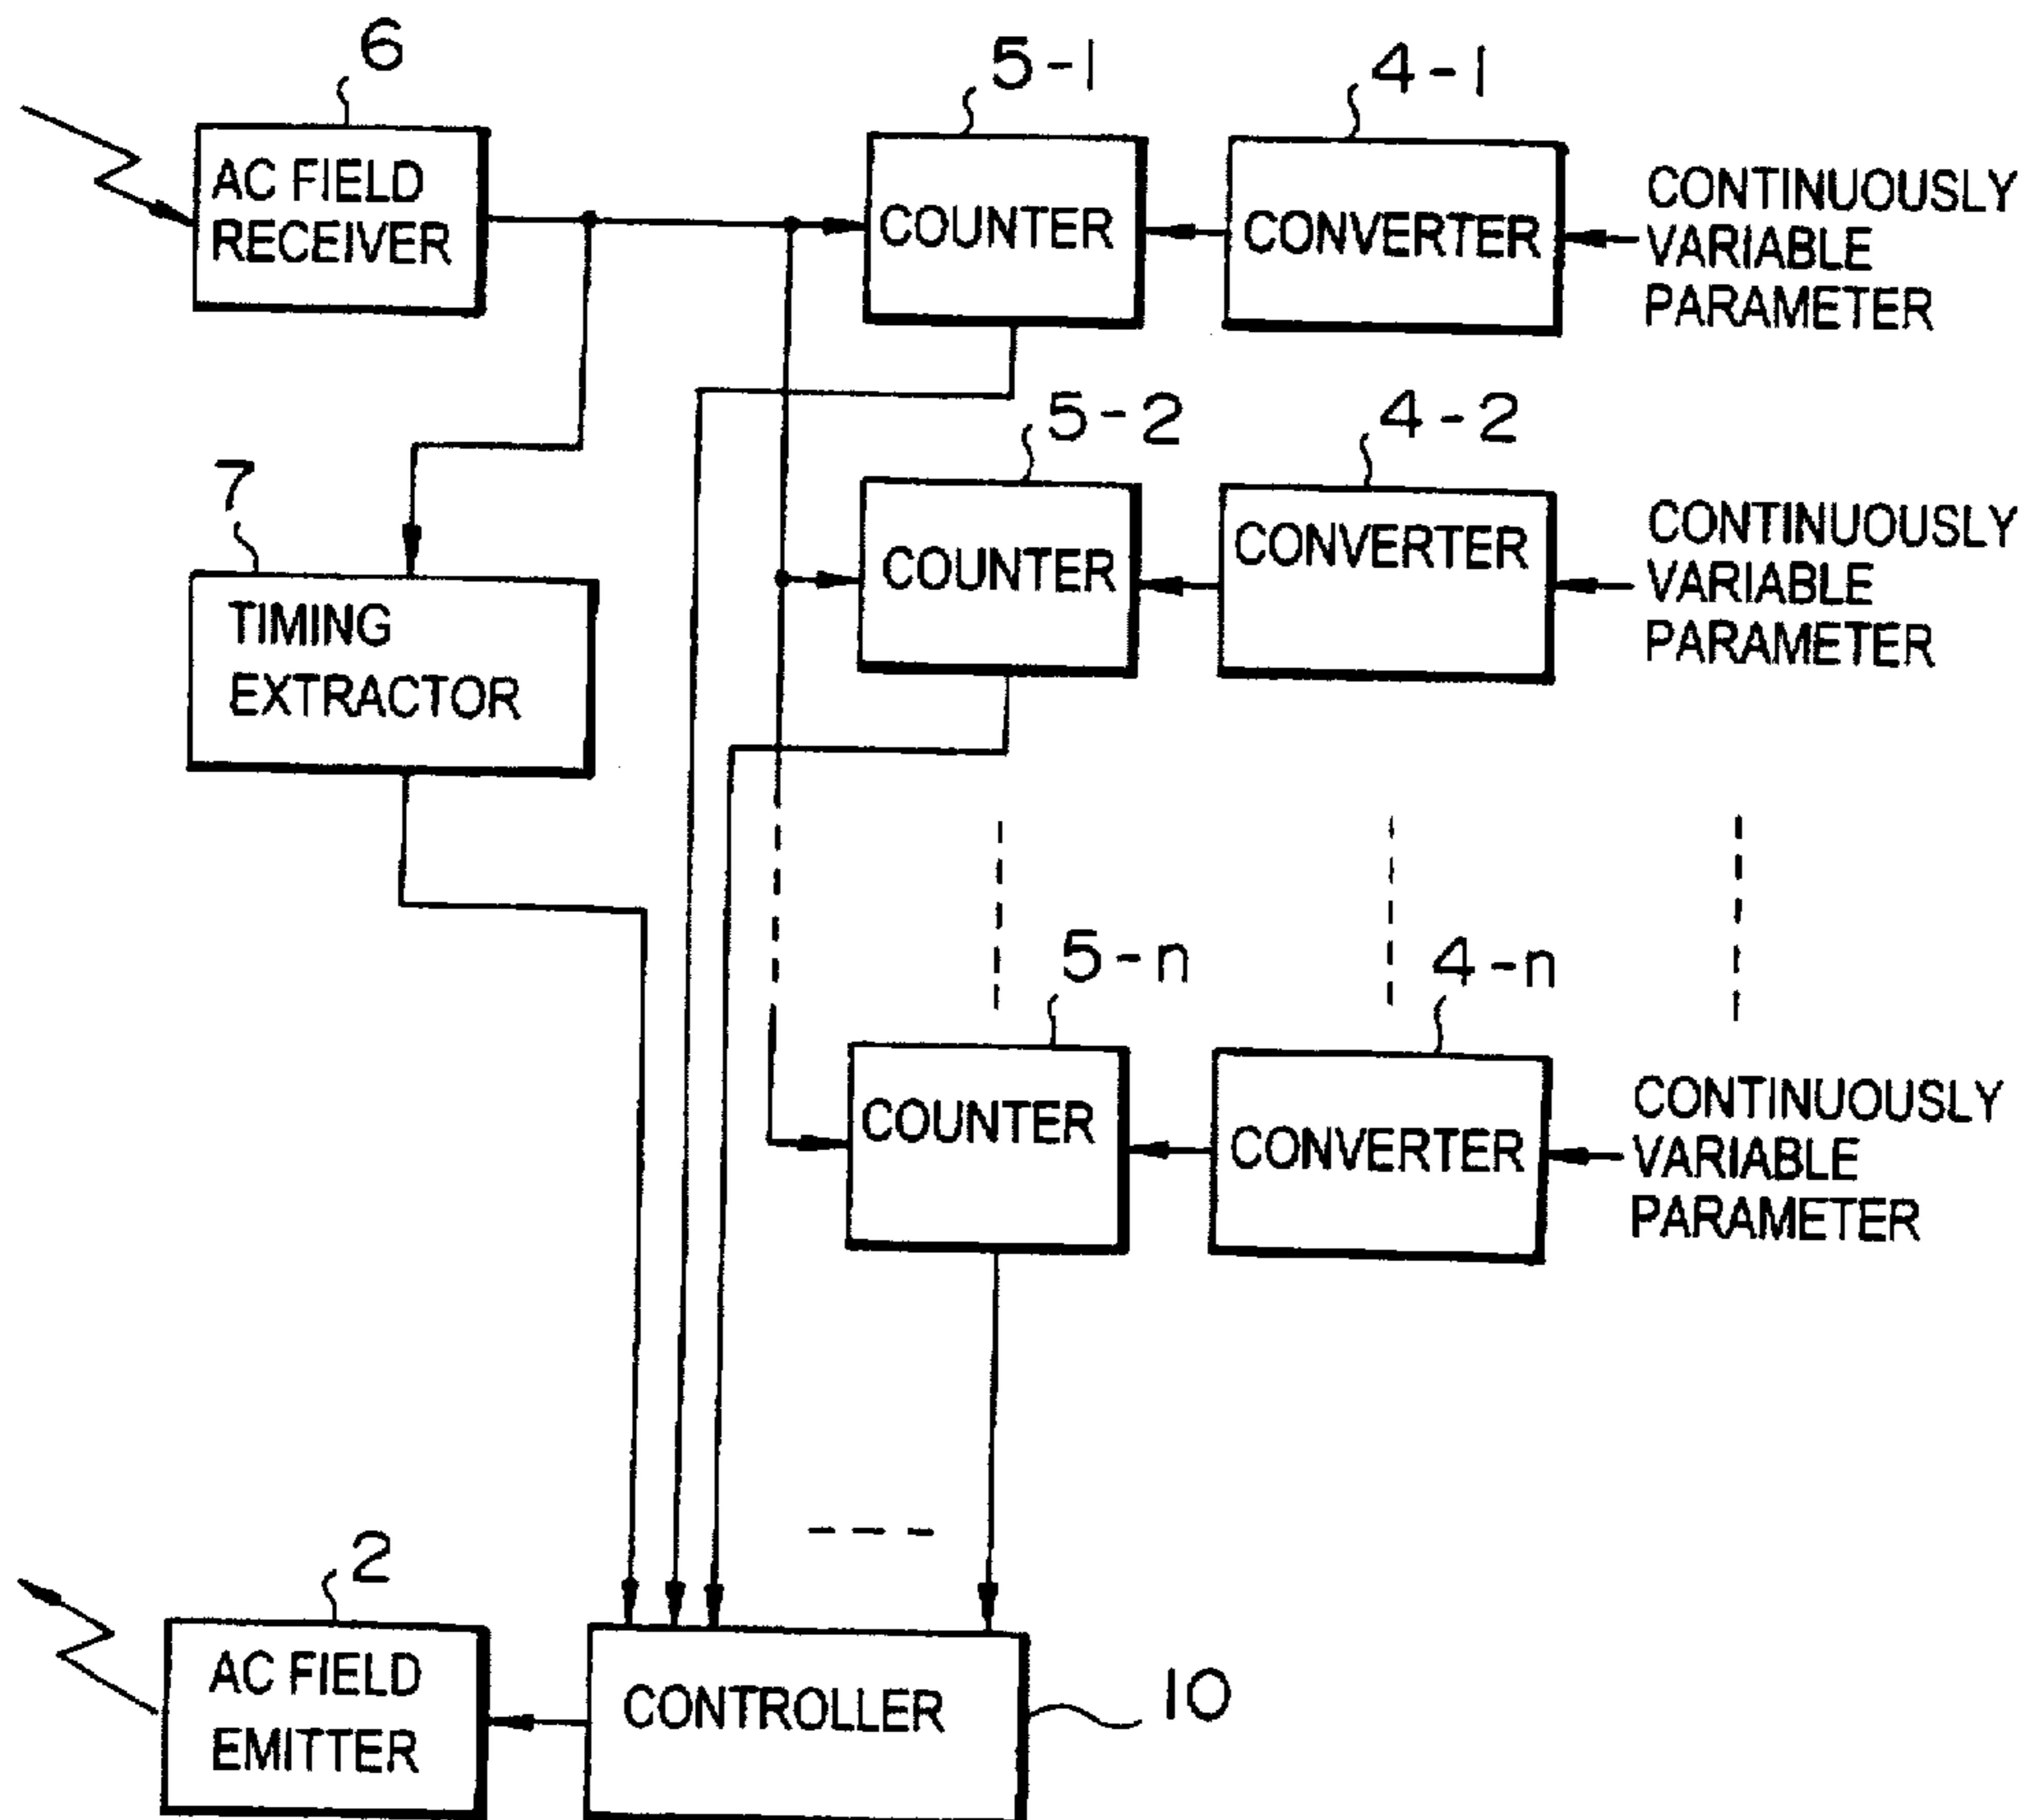 6
5-1
4-1
AC FIELD
RECEIVER
COUNTER
CONVERTER
CONTINUOUSLY
VARIABLE
PARAMETER
5-2
4-2
7
COUNTER
CONVERTER
CONTINUOUSLY
VARIABLE
PARAMETER
TIMING
EXTRACTOR
5-n
4-n
COUNTER
CONVERTER
CONTINUOUSLY
VARIABLE
PARAMETER
2
AC FIELD
EMITTER
CONTROLLER
10